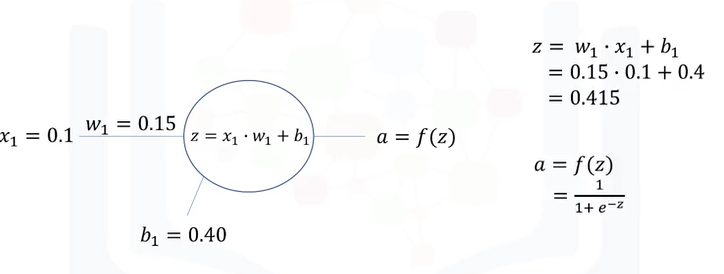 x₁ = 0.1
w₁ = 0.15
z = x₁ · w₁ + b₁
a = f(z)
b₁ = 0.40
z = w₁ · x₁ + b₁
= 0.15 · 0.1 + 0.4
= 0.415
a = f(z)
= 1 / 1+ e⁻ᶻ